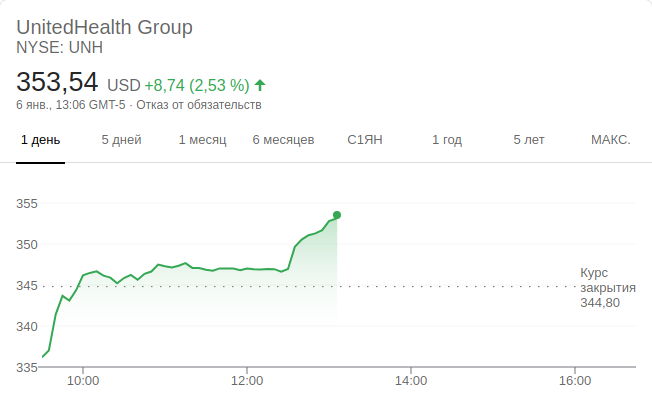 UnitedHealth Group
NYSE: UNH
353,54 USD +8,74 (2,53 %)
6 янв., 13:06 GMT-5 · Отказ от обязательств
1 день 5 дней 1 месяц 6 месяцев С1ЯН 1 год 5 лет МАКС.
355
350
345
340
335
Курс
закрытия
344,80
10:00 12:00 14:00 16:00